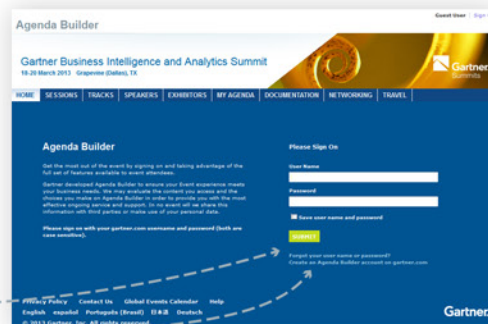 Guest User | Sign
Agenda Builder
Gartner Business Intelligence and Analytics Summit
18-20 March 2013 Grapevine (Dallas), TX
Gartner
Summits
HOME SESSIONS TRACKS SPEAKERS EXHIBITORS MY AGENDA DOCUMENTATION NETWORKING TRAVEL
Agenda Builder
Get the most out of the event by signing on and taking advantage of the
full set of features available to event attendees.
Gartner developed Agenda Builder to ensure your Event experience meets
your business needs. We may evaluate the content you access and the
choices you make on Agenda Builder in order to provide you with the most
effective ongoing service and support. In no event will we share this
information with third parties or make use of your personal data.
Please sign on with your gartner.com username and password (both are
case sensitive).
Please Sign On
User Name
Password
Save user name and password
SUBMIT
Forgot your user name or password?
Create an Agenda Builder account on gartner.com
Privacy Policy Contact Us Global Events Calendar Help
English español Português (Brasil) 日本語 Deutsch
© 2013 Gartner, Inc. All rights reserved
Gartner